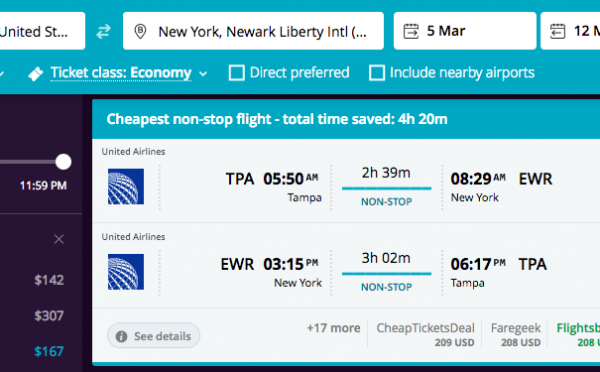 United St...
New York, Newark Liberty Intl (...
5 Mar
12 M
Ticket class: Economy
Direct preferred
Include nearby airports
Cheapest non-stop flight - total time saved: 4h 20m
11:59 PM
$142
$307
$167
United Airlines
TPA 05:50 AM
Tampa
2h 39m
NON-STOP
08:29 AM EWR
New York
United Airlines
EWR 03:15 PM
New York
3h 02m
NON-STOP
06:17 PM TPA
Tampa
See details
+17 more
CheapTicketsDeal
209 USD
Faregeek
208 USD
Flightsb
208 U